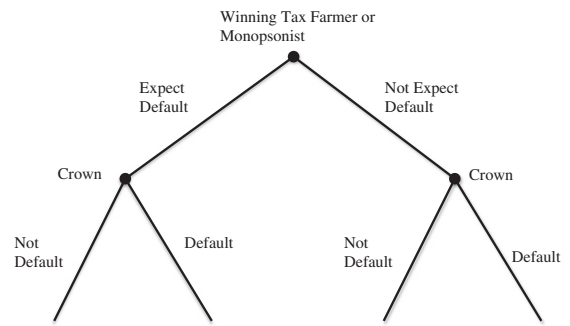 Winning Tax Farmer or
Monopsonist
Expect
Default
Not Expect
Default
Crown
Crown
Not
Default
Default
Not
Default
Default